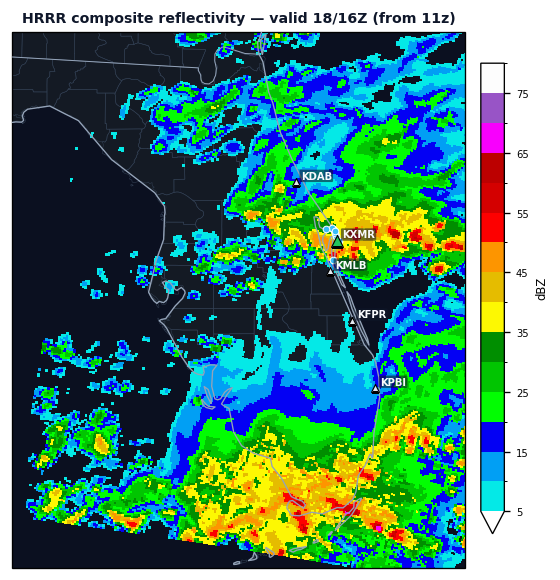 HRRR composite reflectivity — valid 18/16Z (from 11z)
KDAB
KXMR
KMLB
KFPR
KPBI
75
65
55
45
35
25
15
5
dBZ